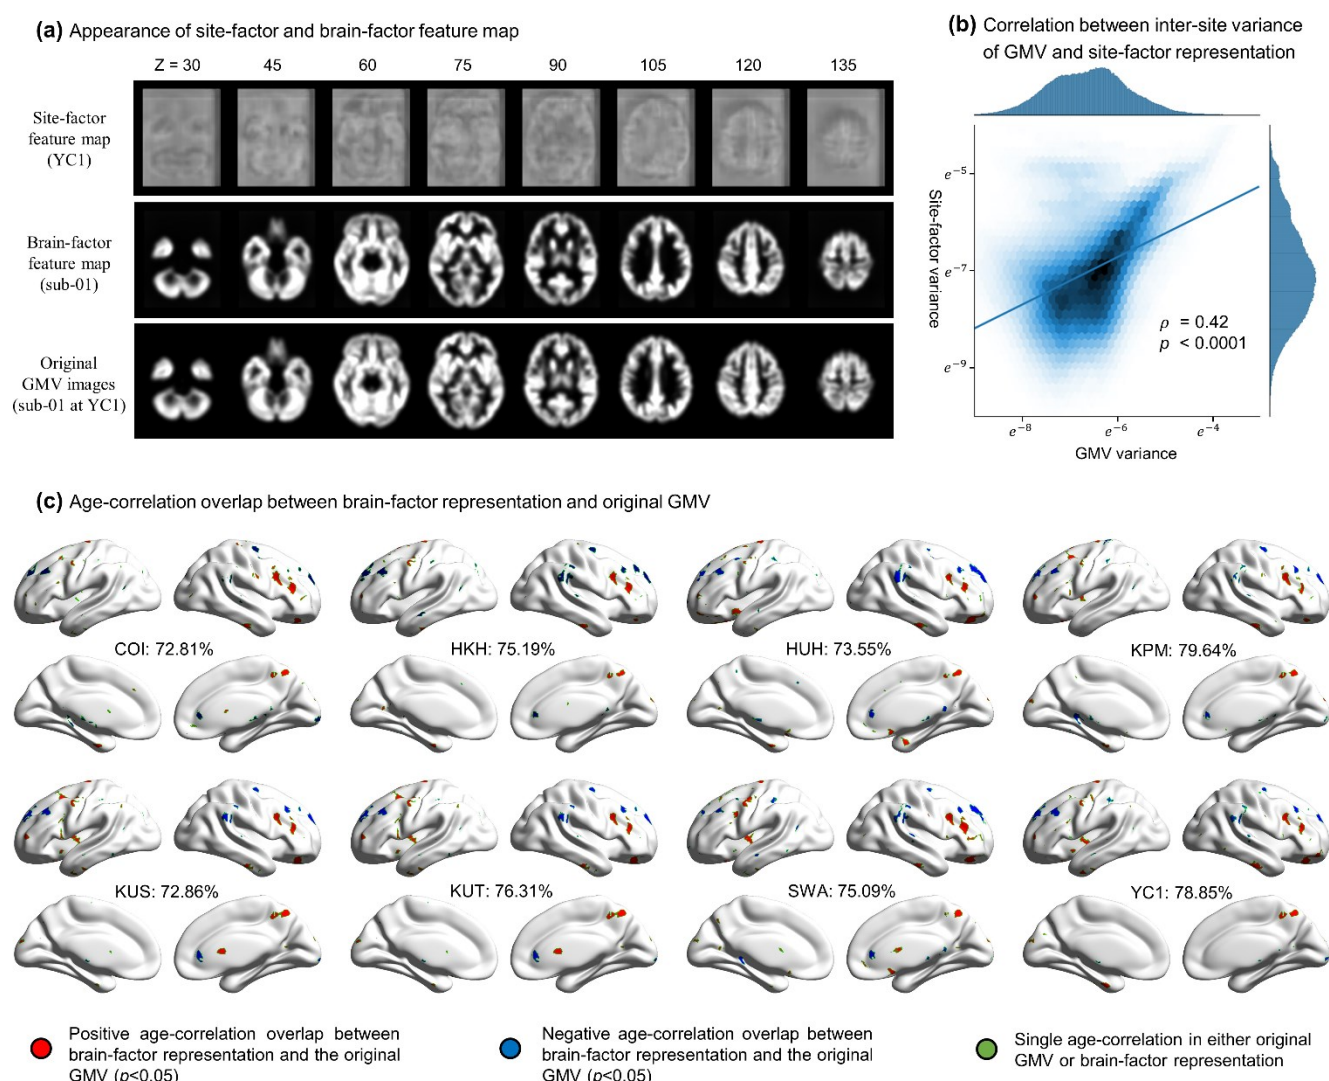 (a) Appearance of site-factor and brain-factor feature map
Z = 30 45 60 75 90 105 120 135
Site-factor
feature map
(YC1)
Brain-factor
feature map
(sub-01)
Original
GMV images
(sub-01 at YC1)
(b) Correlation between inter-site variance
of GMV and site-factor representation
Site-factor variance
e⁻⁵
e⁻⁷
e⁻⁹
ρ = 0.42
p < 0.0001
e⁻⁸ e⁻⁶ e⁻⁴
GMV variance
(c) Age-correlation overlap between brain-factor representation and original GMV
COI: 72.81% HKH: 75.19% HUH: 73.55% KPM: 79.64%
KUS: 72.86% KUT: 76.31% SWA: 75.09% YC1: 78.85%
Positive age-correlation overlap between
brain-factor representation and the original
GMV (p<0.05)
Negative age-correlation overlap between
brain-factor representation and the original
GMV (p<0.05)
Single age-correlation in either original
GMV or brain-factor representation